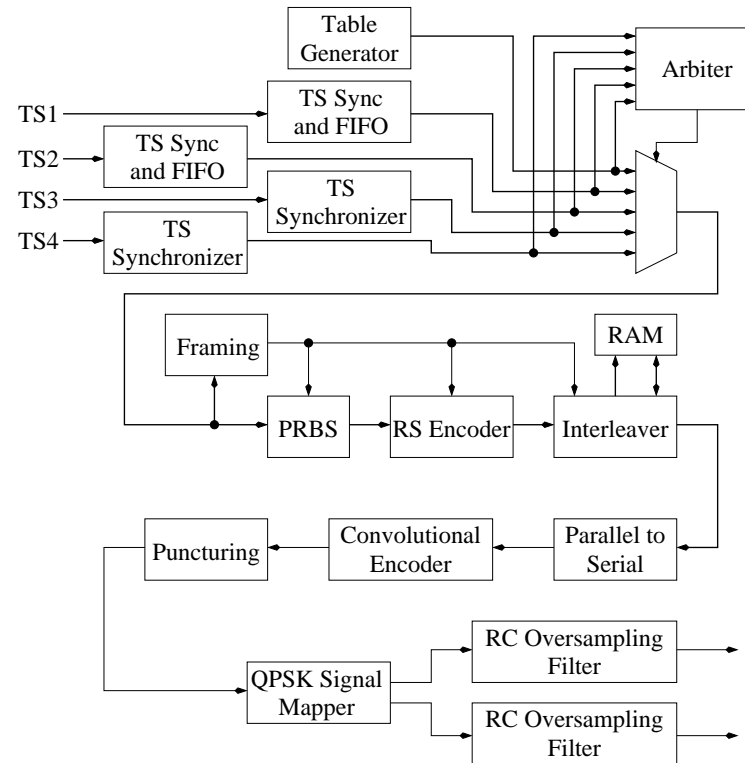 Table
Generator
Arbiter
TS1
TS Sync
and FIFO
TS2
TS Sync
and FIFO
TS3
TS
Synchronizer
TS4
TS
Synchronizer
Framing
RAM
PRBS
RS Encoder
Interleaver
Puncturing
Convolutional
Encoder
Parallel to
Serial
QPSK Signal
Mapper
RC Oversampling
Filter
RC Oversampling
Filter